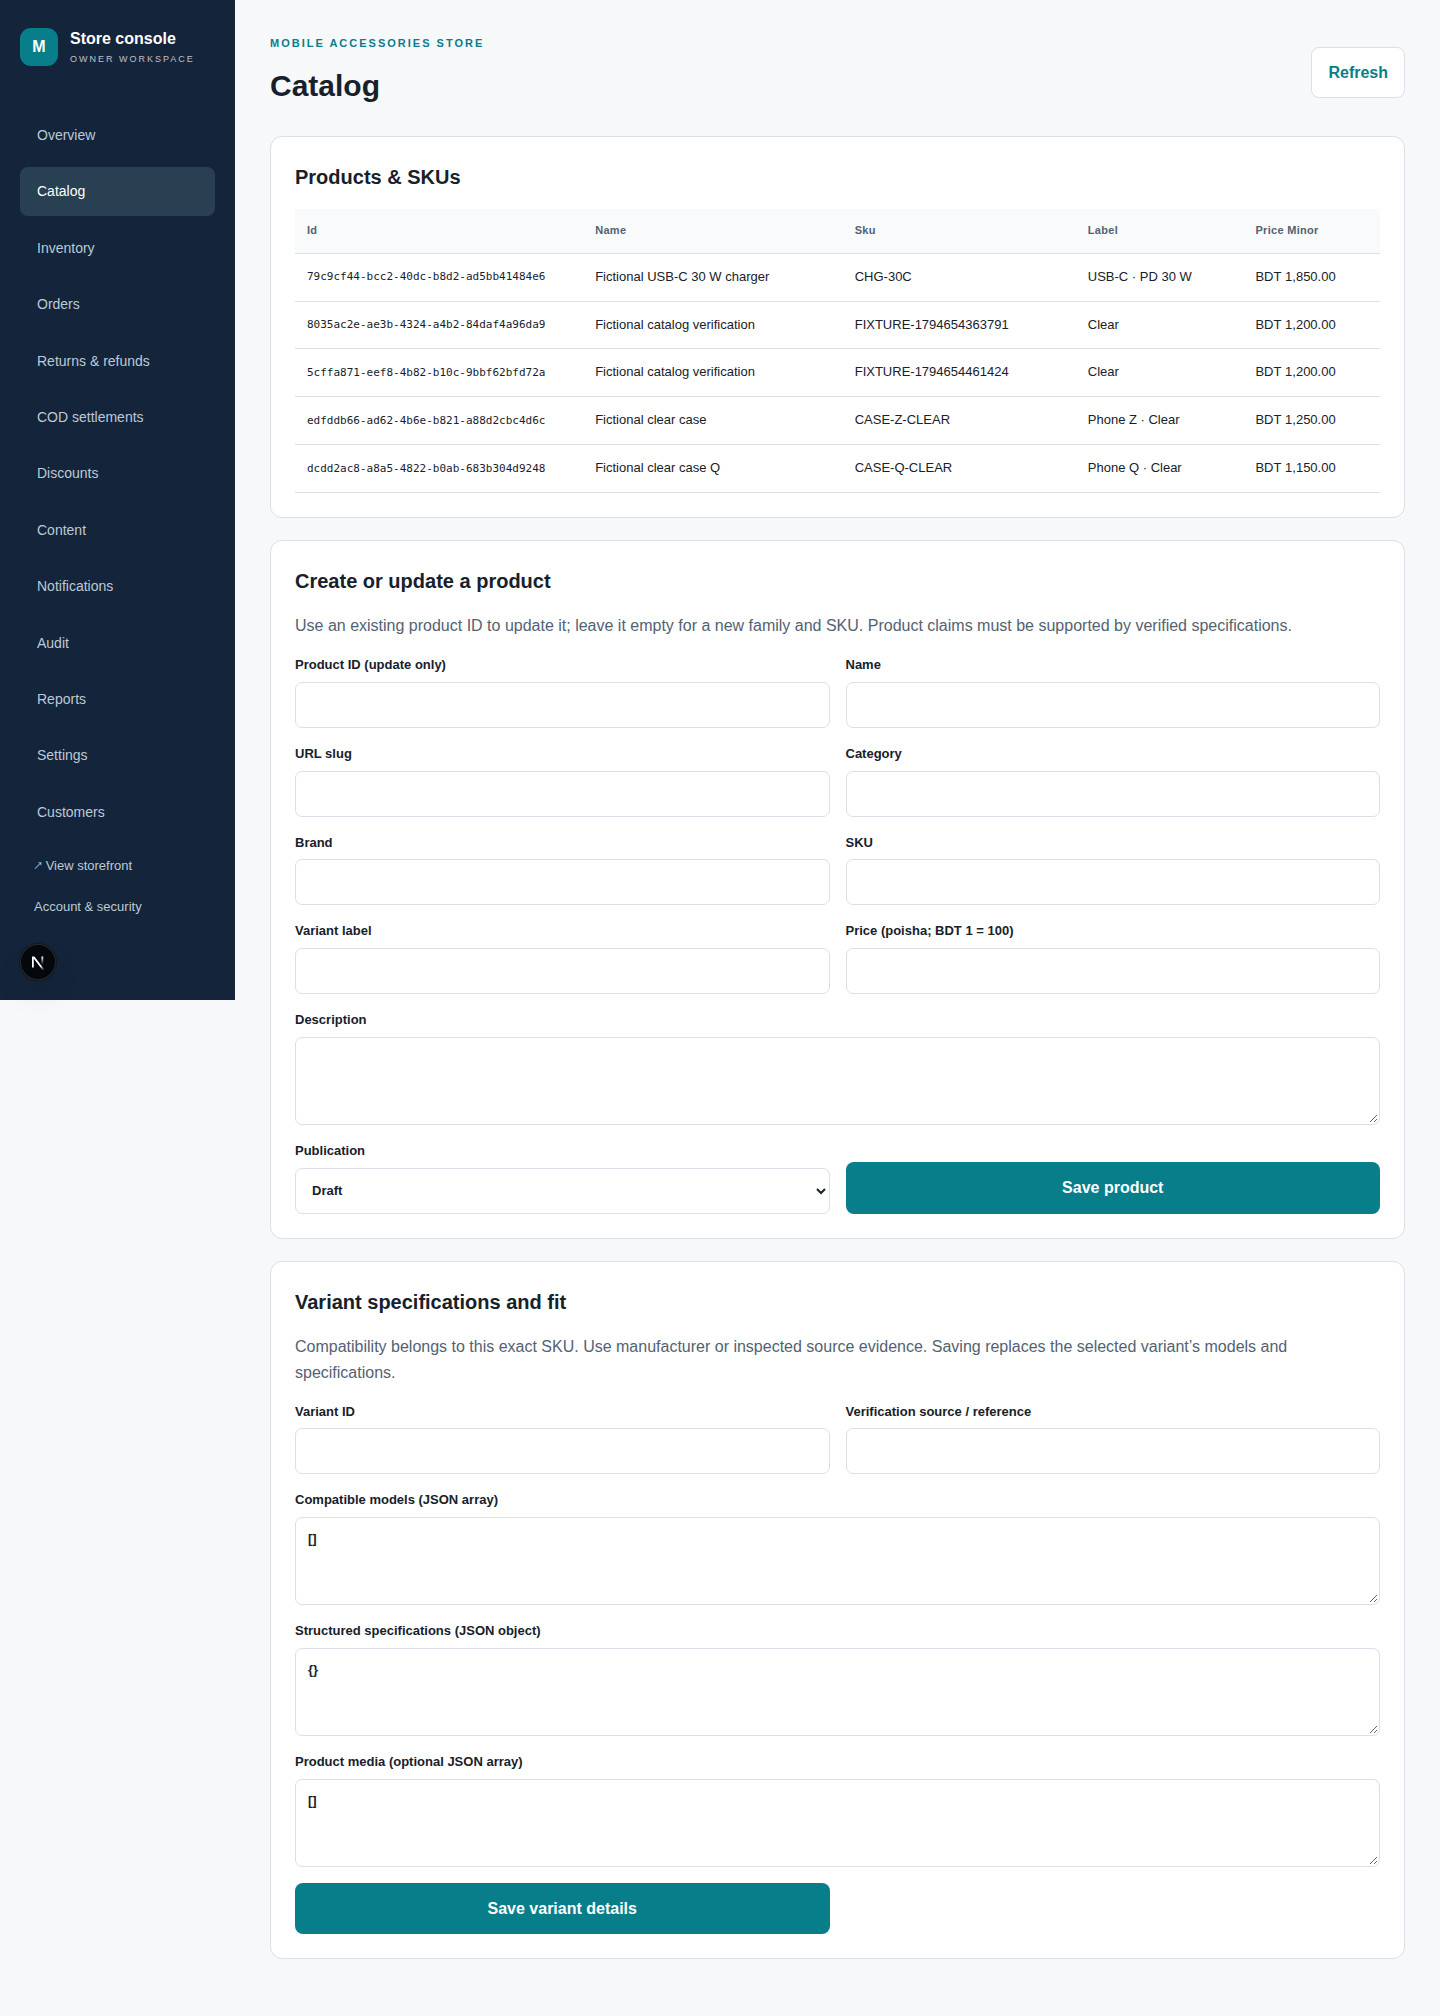 M
Store console
OWNER WORKSPACE
Overview
Catalog
Inventory
Orders
Returns & refunds
COD settlements
Discounts
Content
Notifications
Audit
Reports
Settings
Customers
↗ View storefront
Account & security
N
MOBILE ACCESSORIES STORE
Catalog
Refresh
Products & SKUs
Id Name Sku Label Price Minor
79c9cf44-bcc2-40dc-b8d2-ad5bb41484e6 Fictional USB-C 30 W charger CHG-30C USB-C · PD 30 W BDT 1,850.00
8035ac2e-ae3b-4324-a4b2-84daf4a96da9 Fictional catalog verification FIXTURE-1794654363791 Clear BDT 1,200.00
5cffa871-eef8-4b82-b10c-9bbf62bfd72a Fictional catalog verification FIXTURE-1794654461424 Clear BDT 1,200.00
edfddb66-ad62-4b6e-b821-a88d2cbc4d6c Fictional clear case CASE-Z-CLEAR Phone Z · Clear BDT 1,250.00
dcdd2ac8-a8a5-4822-b0ab-683b304d9248 Fictional clear case Q CASE-Q-CLEAR Phone Q · Clear BDT 1,150.00
Create or update a product
Use an existing product ID to update it; leave it empty for a new family and SKU. Product claims must be supported by verified specifications.
Product ID (update only) Name
URL slug Category
Brand SKU
Variant label Price (poisha; BDT 1 = 100)
Description
Publication
Draft
Save product
Variant specifications and fit
Compatibility belongs to this exact SKU. Use manufacturer or inspected source evidence. Saving replaces the selected variant’s models and
specifications.
Variant ID Verification source / reference
Compatible models (JSON array)
[]
Structured specifications (JSON object)
{}
Product media (optional JSON array)
[]
Save variant details